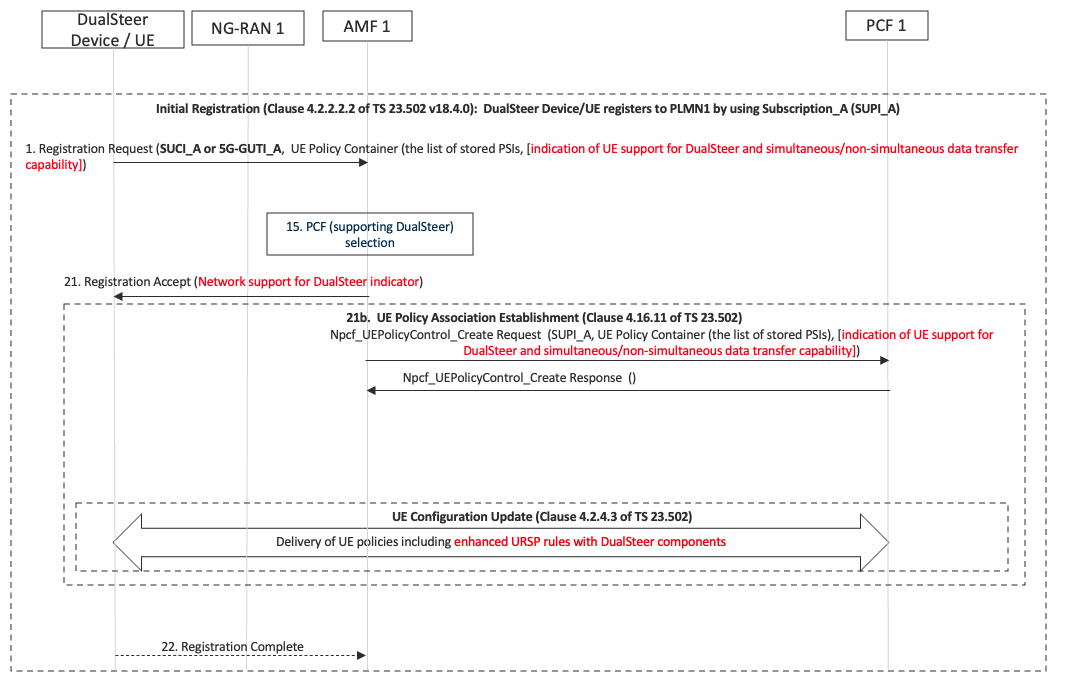 DualSteer
Device / UE
NG-RAN 1
AMF 1
PCF 1
Initial Registration (Clause 4.2.2.2.2 of TS 23.502 v18.4.0): DualSteer Device/UE registers to PLMN1 by using Subscription_A (SUPI_A)
1. Registration Request (SUCI_A or 5G-GUTI_A, UE Policy Container (the list of stored PSIs, [indication of UE support for DualSteer and simultaneous/non-simultaneous data transfer
capability])
15. PCF (supporting DualSteer)
selection
21. Registration Accept (Network support for DualSteer indicator)
21b. UE Policy Association Establishment (Clause 4.16.11 of TS 23.502)
Npcf_UEPolicyControl_Create Request (SUPI_A, UE Policy Container (the list of stored PSIs), [indication of UE support for
DualSteer and simultaneous/non-simultaneous data transfer capability])
Npcf_UEPolicyControl_Create Response ()
UE Configuration Update (Clause 4.2.4.3 of TS 23.502)
Delivery of UE policies including enhanced URSP rules with DualSteer components
22. Registration Complete